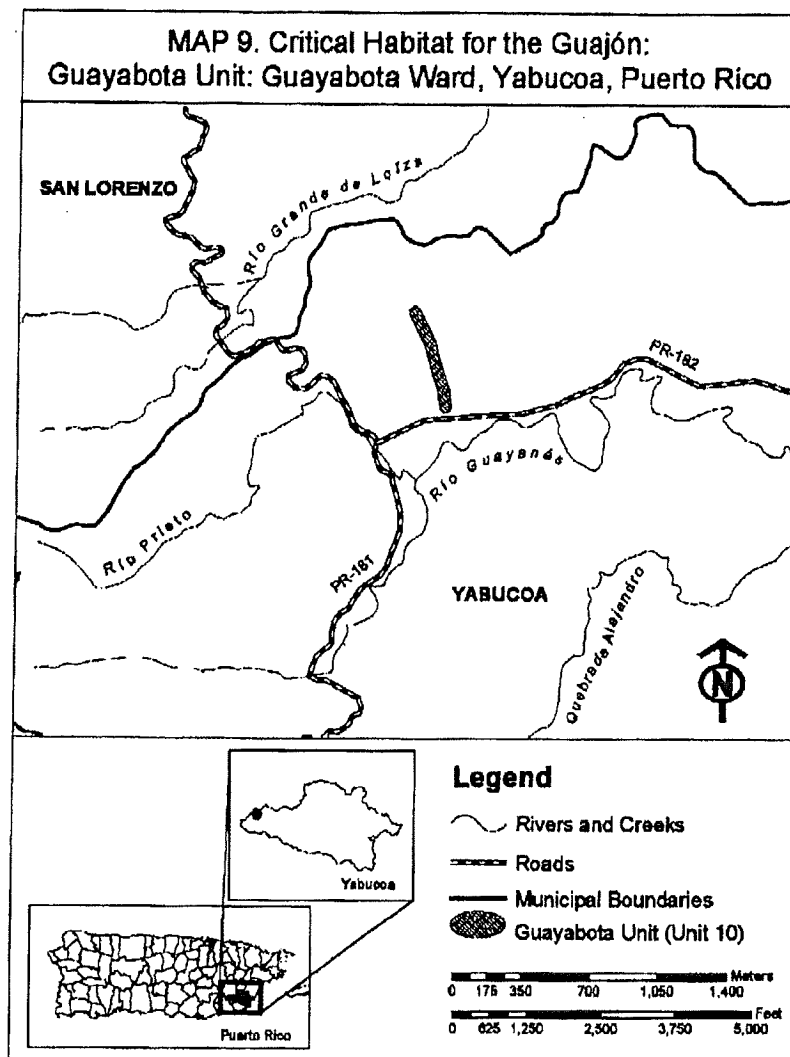 MAP 9. Critical Habitat for the Guajón:
Guayabota Unit: Guayabota Ward, Yabucoa, Puerto Rico
SAN LORENZO
Río Grande de Loíza
PR-182
Río Guayanés
Río Prieto
PR-181
YABUCOA
Quebrada Alejandro
N
Yabucoa
Puerto Rico
Legend
Rivers and Creeks
Roads
Municipal Boundaries
Guayabota Unit (Unit 10)
Meters
0 175 350 700 1,050 1,400
Feet
0 625 1,250 2,500 3,750 5,000